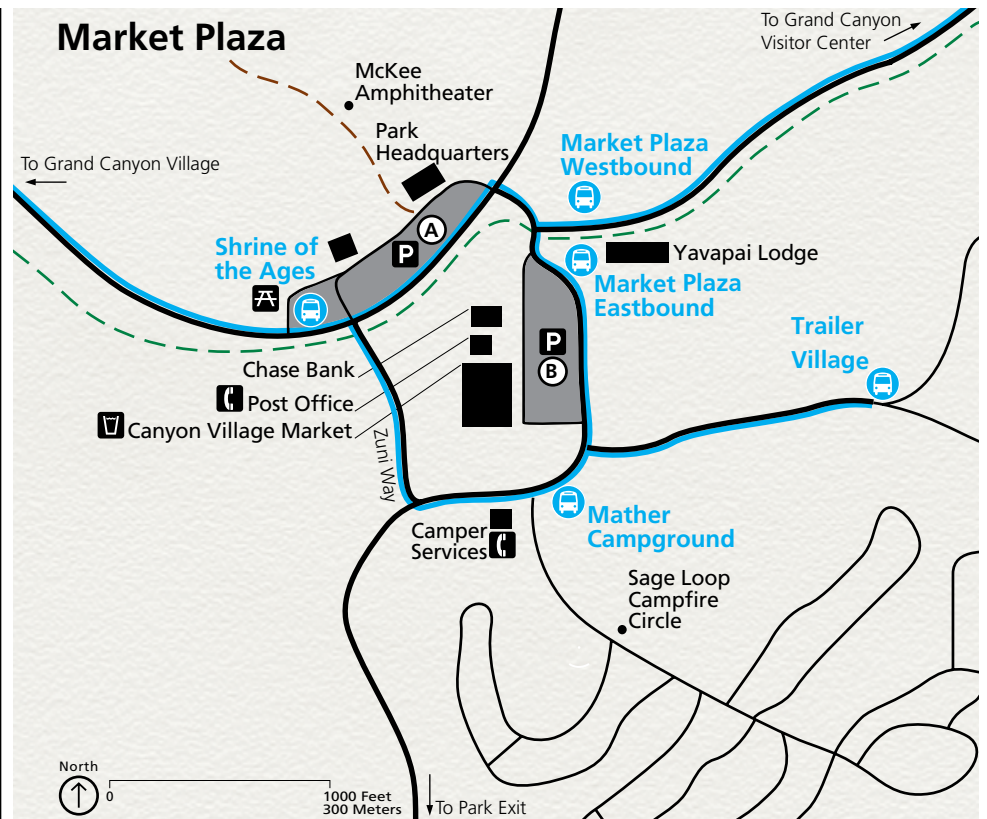 Market Plaza
To Grand Canyon
Visitor Center
McKee
Amphitheater
Park
Headquarters
Market Plaza
Westbound
To Grand Canyon Village
A
P
Shrine of
the Ages
Yavapai Lodge
Market Plaza
Eastbound
Trailer
Village
P
B
Chase Bank
Post Office
Canyon Village Market
Zuni Way
Camper
Services
Mather
Campground
Sage Loop
Campfire
Circle
North
0
1000 Feet
300 Meters
To Park Exit